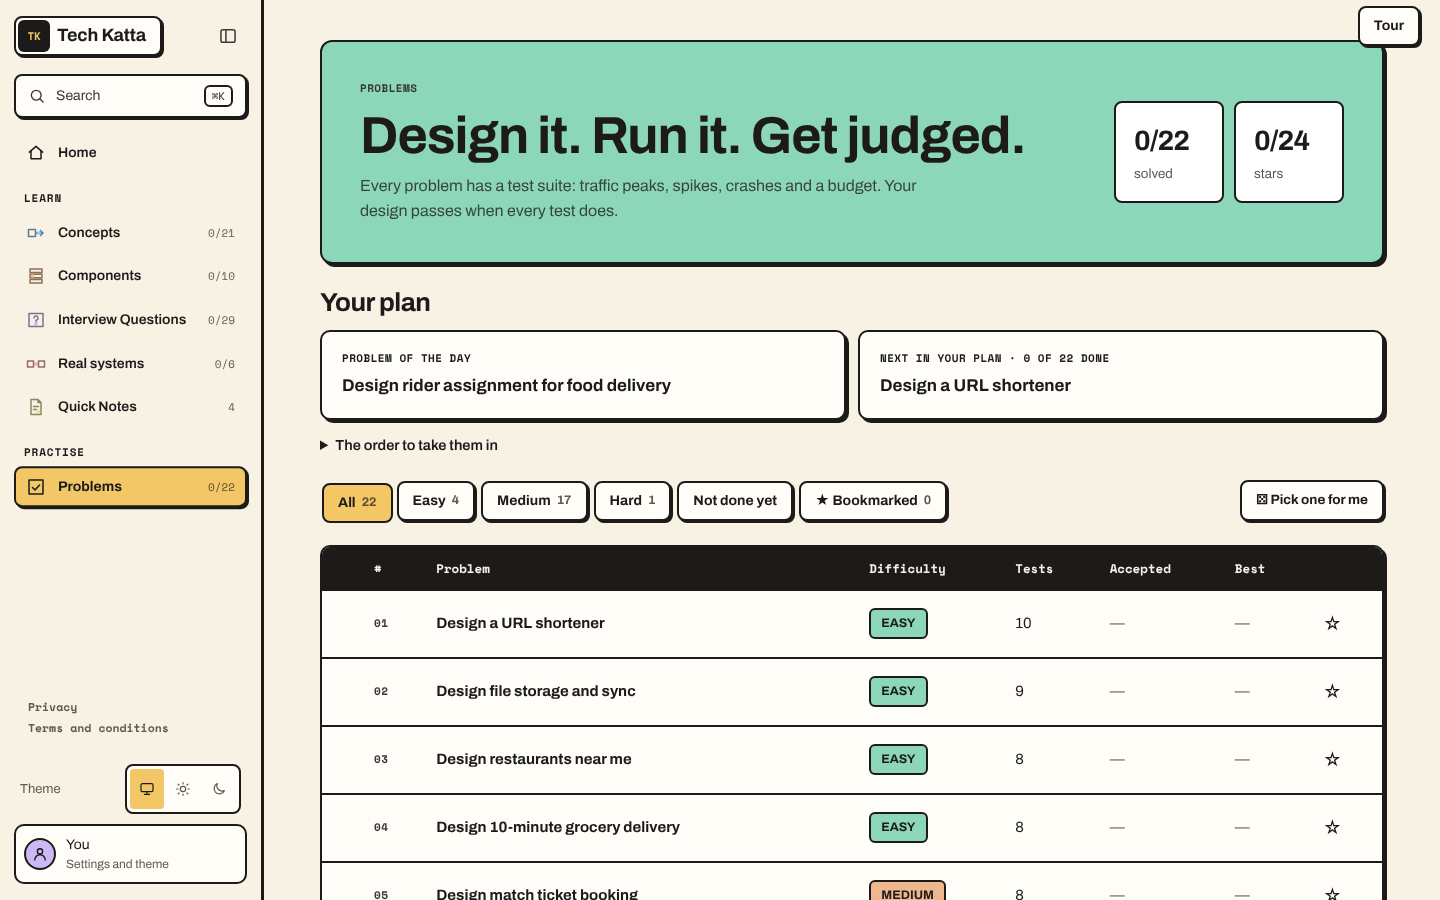 TK Tech Katta
Search ⌘K
Home
LEARN
Concepts 0/21
Components 0/10
Interview Questions 0/29
Real systems 0/6
Quick Notes 4
PRACTISE
Problems 0/22
Privacy
Terms and conditions
Theme
You
Settings and theme
Tour
PROBLEMS
Design it. Run it. Get judged.
Every problem has a test suite: traffic peaks, spikes, crashes and a budget. Your
design passes when every test does.
0/22
solved
0/24
stars
Your plan
PROBLEM OF THE DAY
Design rider assignment for food delivery
NEXT IN YOUR PLAN · 0 OF 22 DONE
Design a URL shortener
The order to take them in
All 22
Easy 4
Medium 17
Hard 1
Not done yet
★ Bookmarked 0
Pick one for me
# Problem Difficulty Tests Accepted Best
01 Design a URL shortener EASY 10 — — ☆
02 Design file storage and sync EASY 9 — — ☆
03 Design restaurants near me EASY 8 — — ☆
04 Design 10-minute grocery delivery EASY 8 — — ☆
05 Design match ticket booking MEDIUM 8 — — ☆